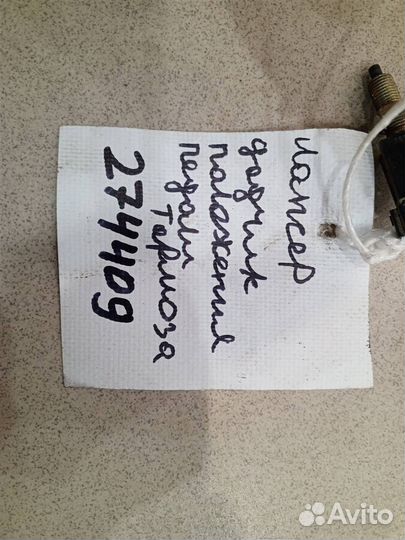 Лансер
датчик
положения
педали
Тормоза
274409
Avito